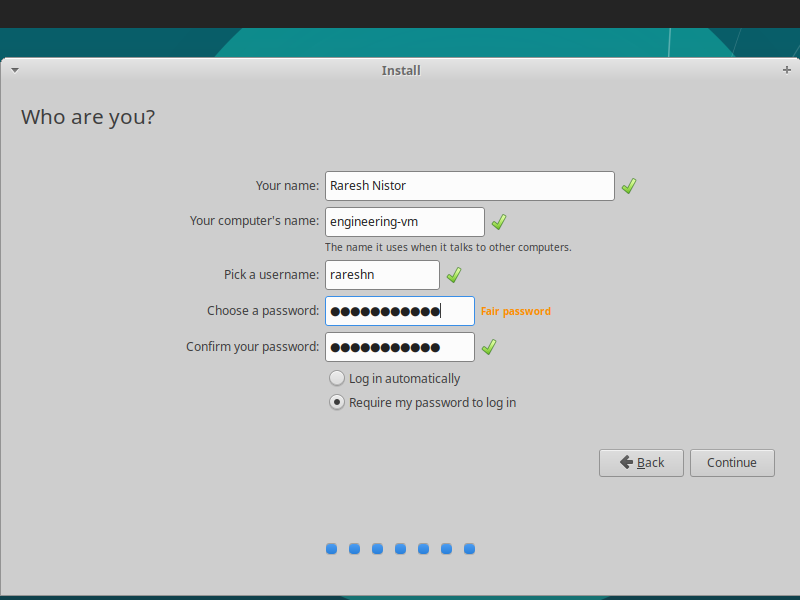 Install
Who are you?
Your name: Raresh Nistor
Your computer's name: engineering-vm
The name it uses when it talks to other computers.
Pick a username: rareshn
Choose a password: ●●●●●●●●●●● Fair password
Confirm your password: ●●●●●●●●●●●
Log in automatically
Require my password to log in
Back Continue